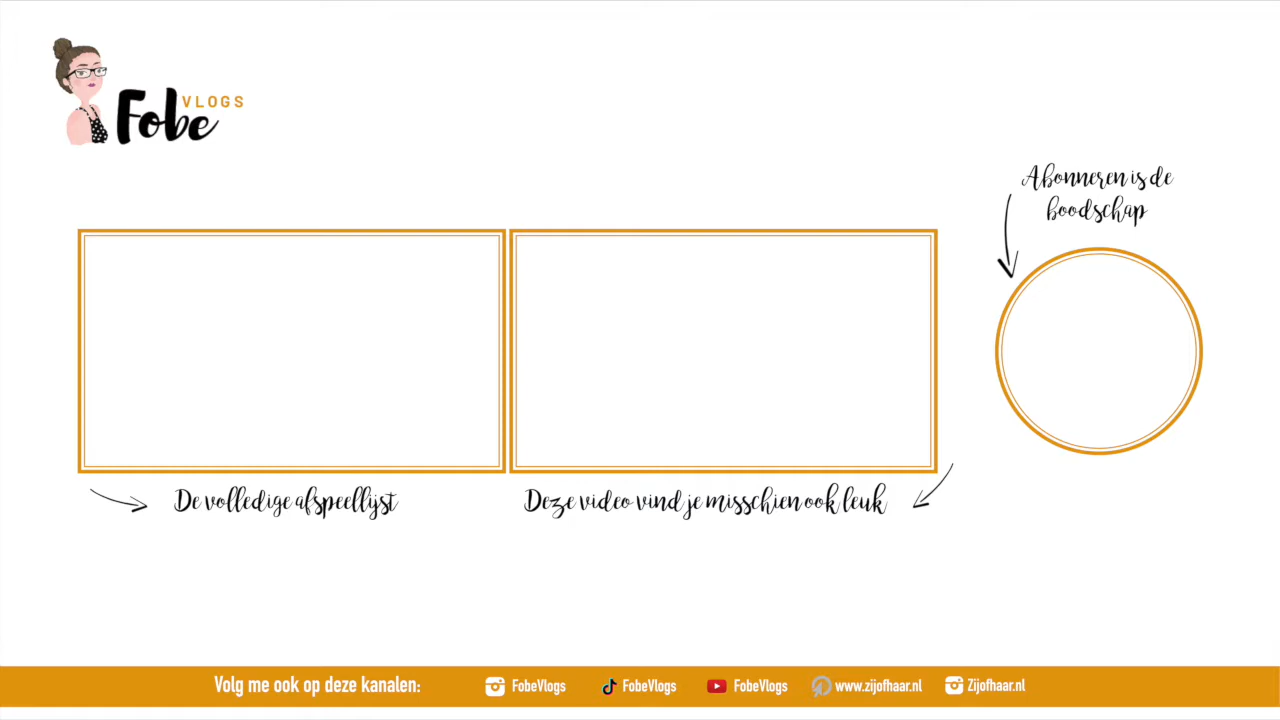 VLOGS
Fobe
Abonneren is de
boodschap
De volledige afspeellijst
Deze video vind je misschien ook leuk
Volg me ook op deze kanalen:
FobeVlogs
FobeVlogs
FobeVlogs
www.zijofhaar.nl
Zijofhaar.nl